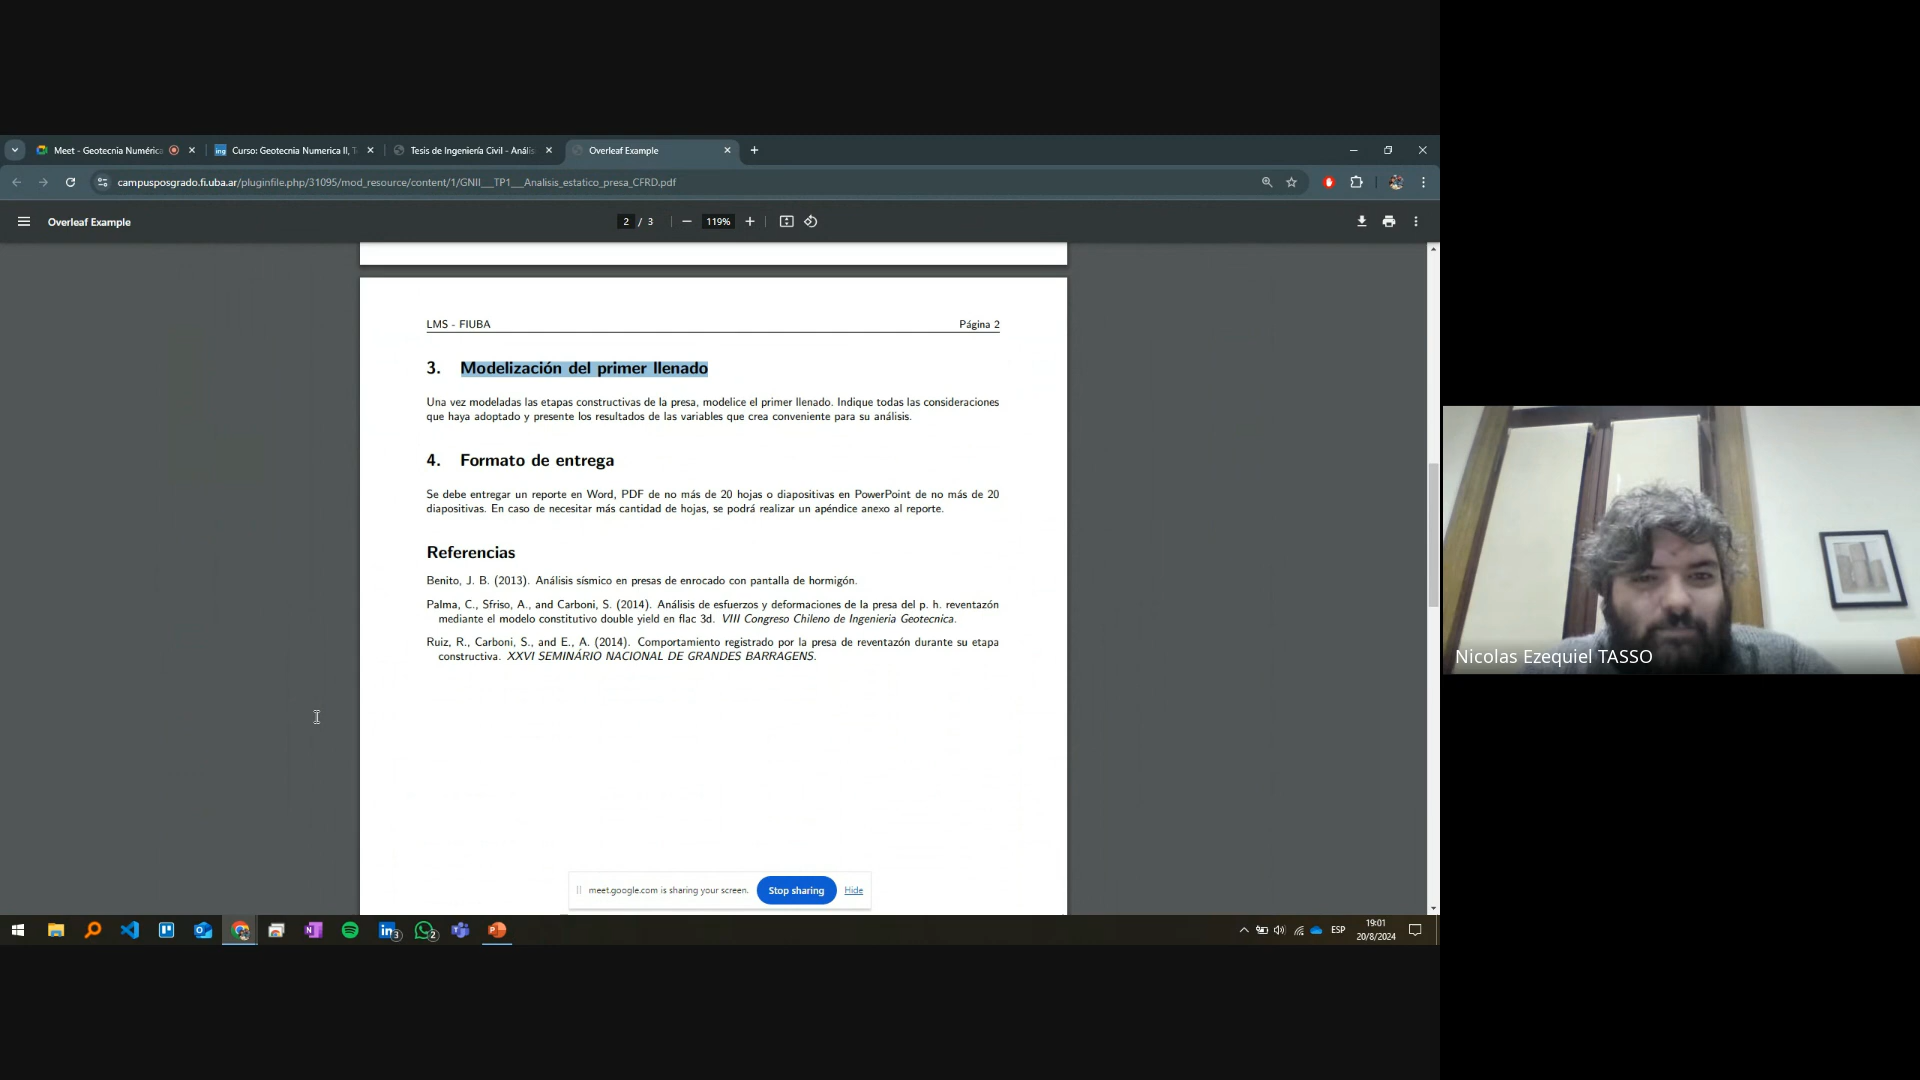 Meet - Geotecnia Numérica
Curso: Geotecnia Numerica II, T
Tesis de Ingeniería Civil - Anális
Overleaf Example
campusposgrado.fi.uba.ar/pluginfile.php/31095/mod_resource/content/1/GNII__TP1__Analisis_estatico_presa_CFRD.pdf
Overleaf Example
2 / 3
119%
LMS - FIUBA
Página 2
3. Modelización del primer llenado
Una vez modeladas las etapas constructivas de la presa, modelice el primer llenado. Indique todas las consideraciones
que haya adoptado y presente los resultados de las variables que crea conveniente para su análisis.
4. Formato de entrega
Se debe entregar un reporte en Word, PDF de no más de 20 hojas o diapositivas en PowerPoint de no más de 20
diapositivas. En caso de necesitar más cantidad de hojas, se podrá realizar un apéndice anexo al reporte.
Referencias
Benito, J. B. (2013). Análisis sísmico en presas de enrocado con pantalla de hormigón.
Palma, C., Sfriso, A., and Carboni, S. (2014). Análisis de esfuerzos y deformaciones de la presa del p. h. reventazón
mediante el modelo constitutivo double yield en flac 3d. VIII Congreso Chileno de Ingenieria Geotecnica.
Ruiz, R., Carboni, S., and E., A. (2014). Comportamiento registrado por la presa de reventazón durante su etapa
constructiva. XXVI SEMINÁRIO NACIONAL DE GRANDES BARRAGENS.
Nicolas Ezequiel TASSO
meet.google.com is sharing your screen.
Stop sharing
Hide
3
2
ESP
19:01
20/8/2024